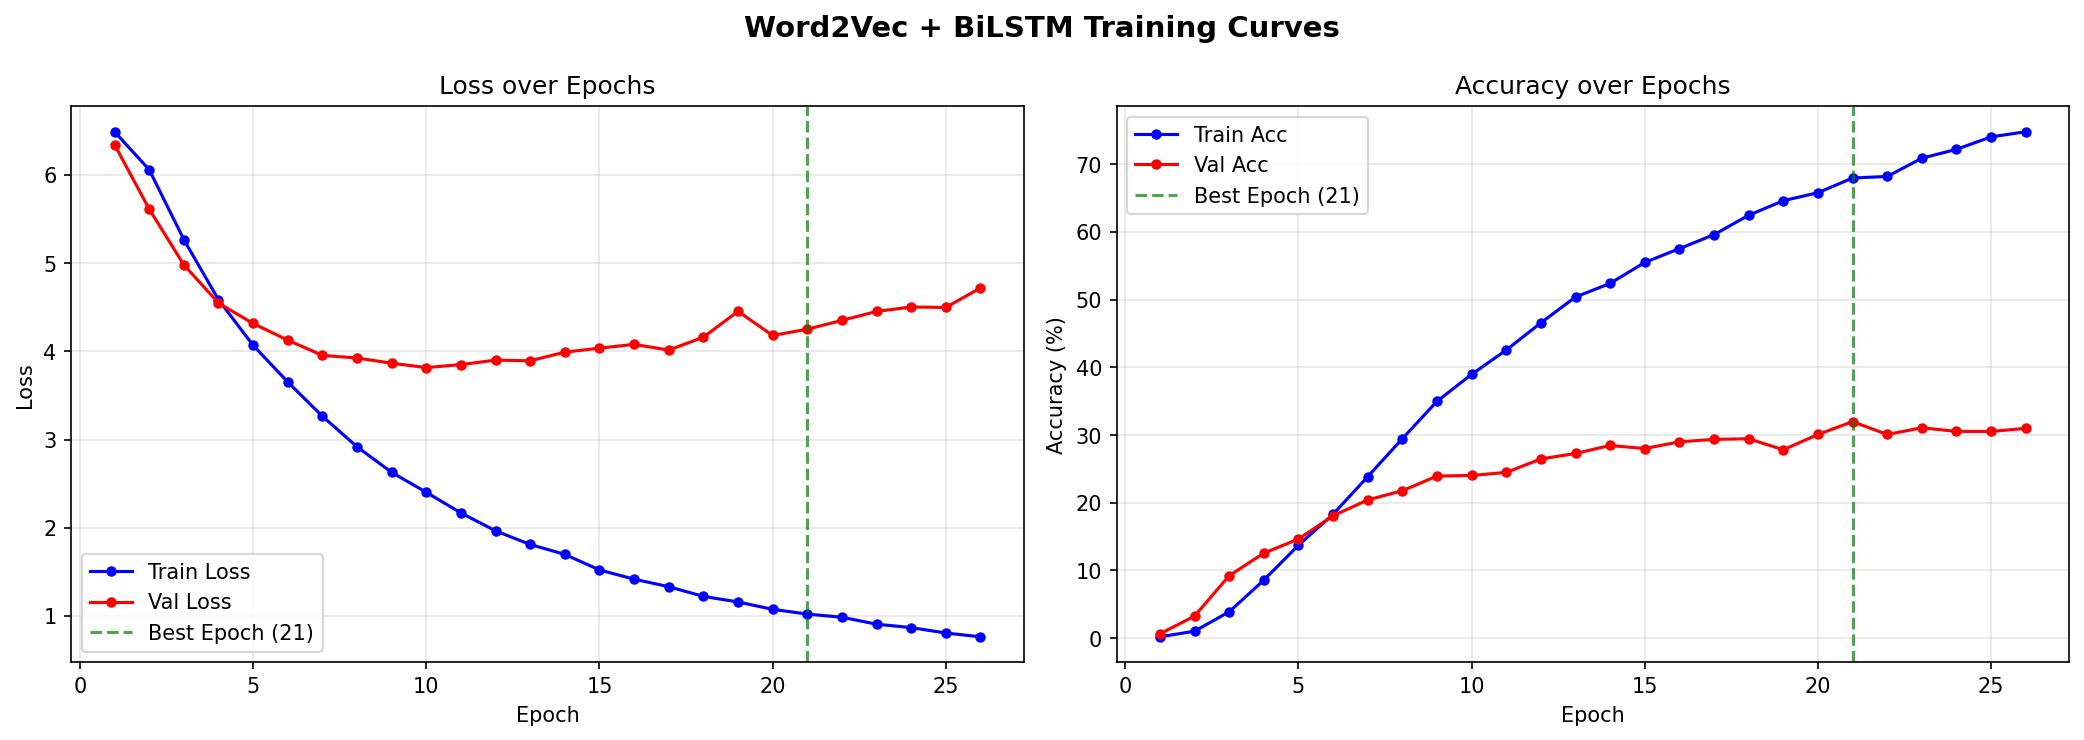 Word2Vec + BiLSTM Training Curves
Loss over Epochs
Loss
6
5
4
3
2
1
Train Loss
Val Loss
Best Epoch (21)
0 5 10 15 20 25
Epoch
Accuracy over Epochs
Accuracy (%)
70
60
50
40
30
20
10
0
Train Acc
Val Acc
Best Epoch (21)
0 5 10 15 20 25
Epoch